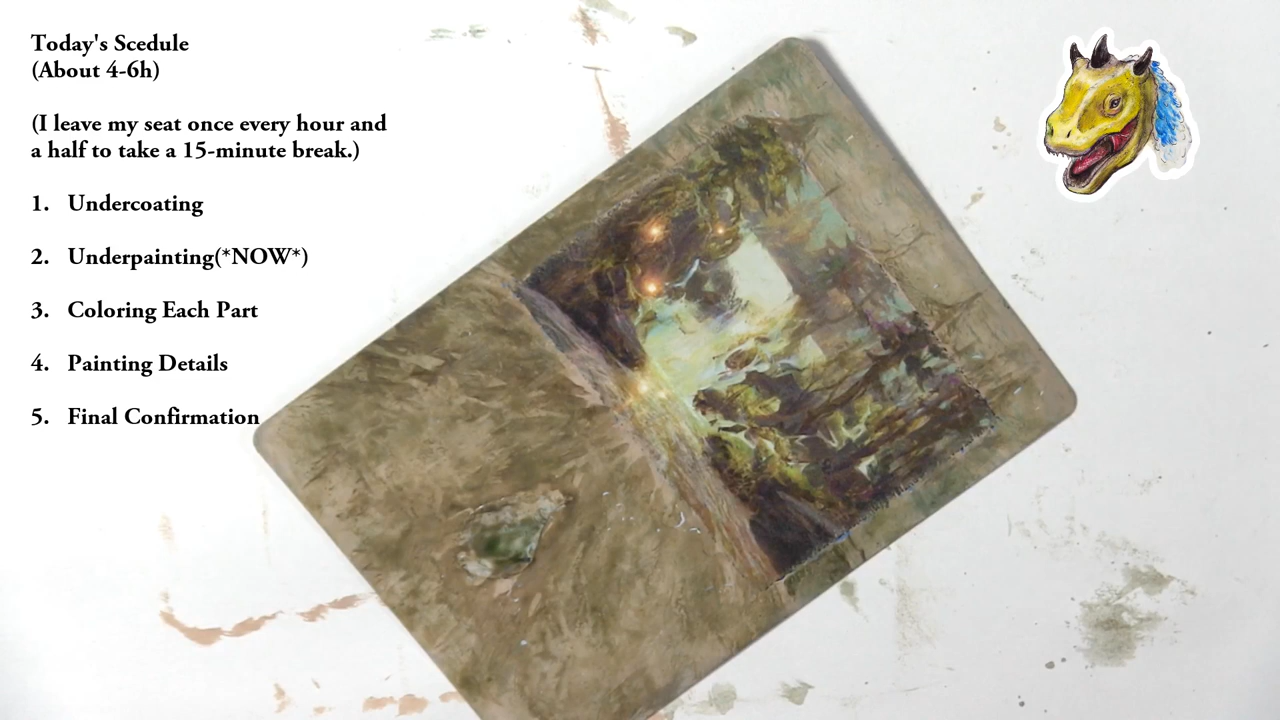 Today's Scedule
(About 4-6h)
(I leave my seat once every hour and
a half to take a 15-minute break.)
1. Undercoating
2. Underpainting(*NOW*)
3. Coloring Each Part
4. Painting Details
5. Final Confirmation